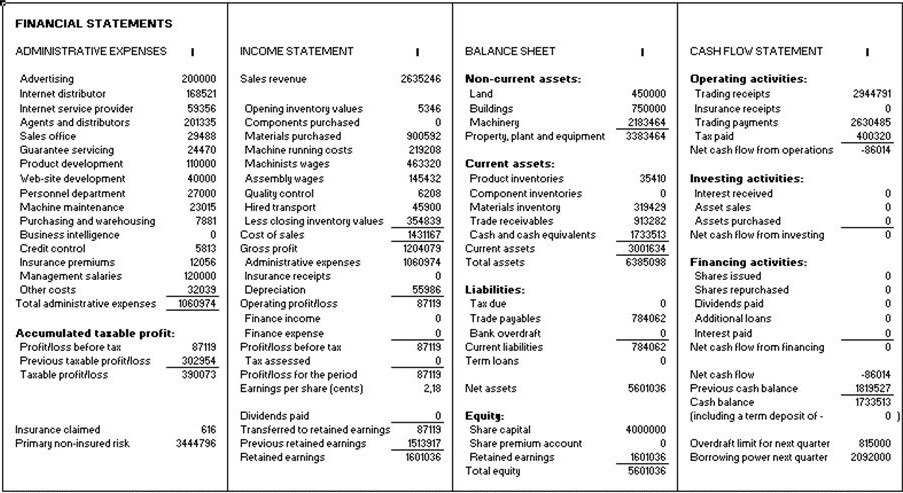 FINANCIAL STATEMENTS
ADMINISTRATIVE EXPENSES I
Advertising 200000
Internet distributor 168521
Internet service provider 59356
Agents and distributors 201335
Sales office 29488
Guarantee servicing 24470
Product development 110000
Web-site development 40000
Personnel department 27000
Machine maintenance 23015
Purchasing and warehousing 7881
Business intelligence 0
Credit control 5813
Insurance premiums 12056
Management salaries 120000
Other costs 32039
Total administrative expenses 1060974
Accumulated taxable profit:
Profit/loss before tax 87119
Previous taxable profit/loss 302954
Taxable profit/loss 390073
Insurance claimed 616
Primary non-insured risk 3444796
INCOME STATEMENT I
Sales revenue 2635246
Opening inventory values 5346
Components purchased 0
Materials purchased 900592
Machine running costs 219208
Machinists wages 463320
Assembly wages 145432
Quality control 6208
Hired transport 45900
Less closing inventory values 354839
Cost of sales 1431167
Gross profit 1204079
Administrative expenses 1060974
Insurance receipts 0
Depreciation 55986
Operating profit/loss 87119
Finance income 0
Finance expense 0
Profit/loss before tax 87119
Tax assessed 0
Profit/loss for the period 87119
Earnings per share (cents) 2,18
Dividends paid 0
Transferred to retained earnings 87119
Previous retained earnings 1513917
Retained earnings 1601036
BALANCE SHEET I
Non-current assets:
Land 450000
Buildings 750000
Machinery 2183464
Property, plant and equipment 3383464
Current assets:
Product inventories 35410
Component inventories 0
Materials inventory 319429
Trade receivables 913282
Cash and cash equivalents 1733513
Current assets 3001634
Total assets 6385098
Liabilities:
Tax due 0
Trade payables 784062
Bank overdraft 0
Current liabilities 784062
Term loans 0
Net assets 5601036
Equity:
Share capital 4000000
Share premium account 0
Retained earnings 1601036
Total equity 5601036
CASH FLOW STATEMENT I
Operating activities:
Trading receipts 2944791
Insurance receipts 0
Trading payments 2630485
Tax paid 400320
Net cash flow from operations -86014
Investing activities:
Interest received 0
Asset sales 0
Assets purchased 0
Net cash flow from investing 0
Financing activities:
Shares issued 0
Shares repurchased 0
Dividends paid 0
Additional loans 0
Interest paid 0
Net cash flow from financing 0
Net cash flow -86014
Previous cash balance 1819527
Cash balance 1733513
(including a term deposit of - 0 )
Overdraft limit for next quarter 815000
Borrowing power next quarter 2092000